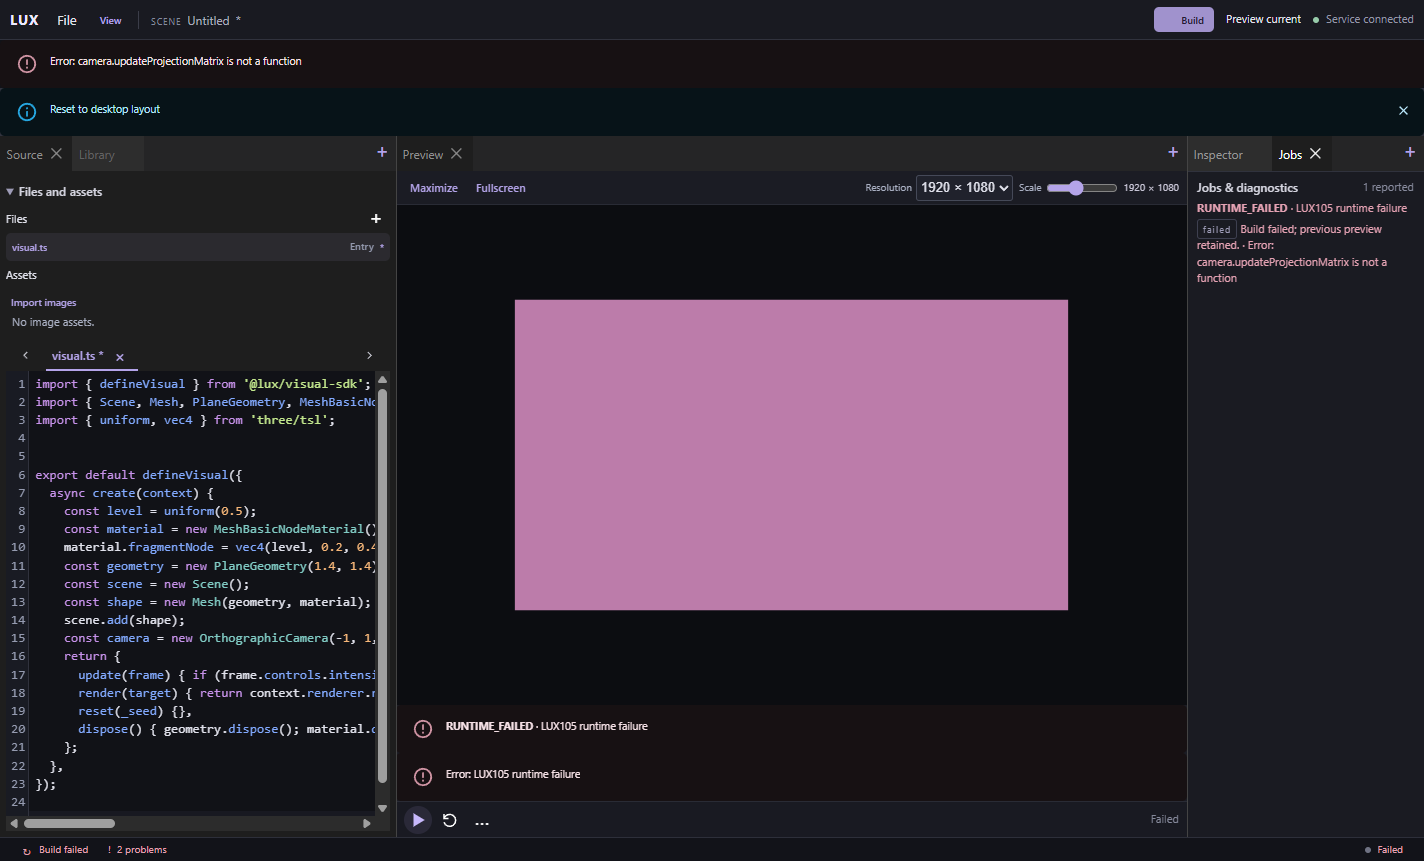 LUX File View SCENE Untitled * Build Preview current Service connected
Error: camera.updateProjectionMatrix is not a function
Reset to desktop layout
Source Library
Files and assets
Files
visual.ts Entry *
Assets
Import images
No image assets.
visual.ts *
1 import { defineVisual } from '@lux/visual-sdk';
2 import { Scene, Mesh, PlaneGeometry, MeshBasicNo
3 import { uniform, vec4 } from 'three/tsl';
4
5
6 export default defineVisual({
7 async create(context) {
8 const level = uniform(0.5);
9 const material = new MeshBasicNodeMaterial()
10 material.fragmentNode = vec4(level, 0.2, 0.4
11 const geometry = new PlaneGeometry(1.4, 1.4)
12 const scene = new Scene();
13 const shape = new Mesh(geometry, material);
14 scene.add(shape);
15 const camera = new OrthographicCamera(-1, 1,
16 return {
17 update(frame) { if (frame.controls.intensi
18 render(target) { return context.renderer.r
19 reset(_seed) {},
20 dispose() { geometry.dispose(); material.d
21 };
22 },
23 });
24
Preview
Maximize Fullscreen Resolution 1920 × 1080 Scale 1920 × 1080
RUNTIME_FAILED · LUX105 runtime failure
Error: LUX105 runtime failure
... Failed
Inspector Jobs
Jobs & diagnostics 1 reported
RUNTIME_FAILED · LUX105 runtime failure
failed Build failed; previous preview
retained. · Error:
camera.updateProjectionMatrix is not a
function
Build failed ! 2 problems Failed